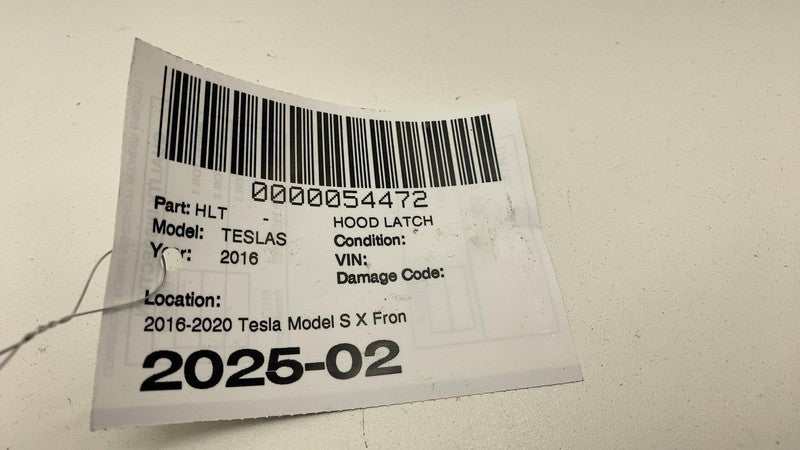 0000054472
Part: HLT - HOOD LATCH
Model: TESLAS Condition:
Year: 2016 VIN:
Damage Code:
Location:
2016-2020 Tesla Model S X Fron
2025-02